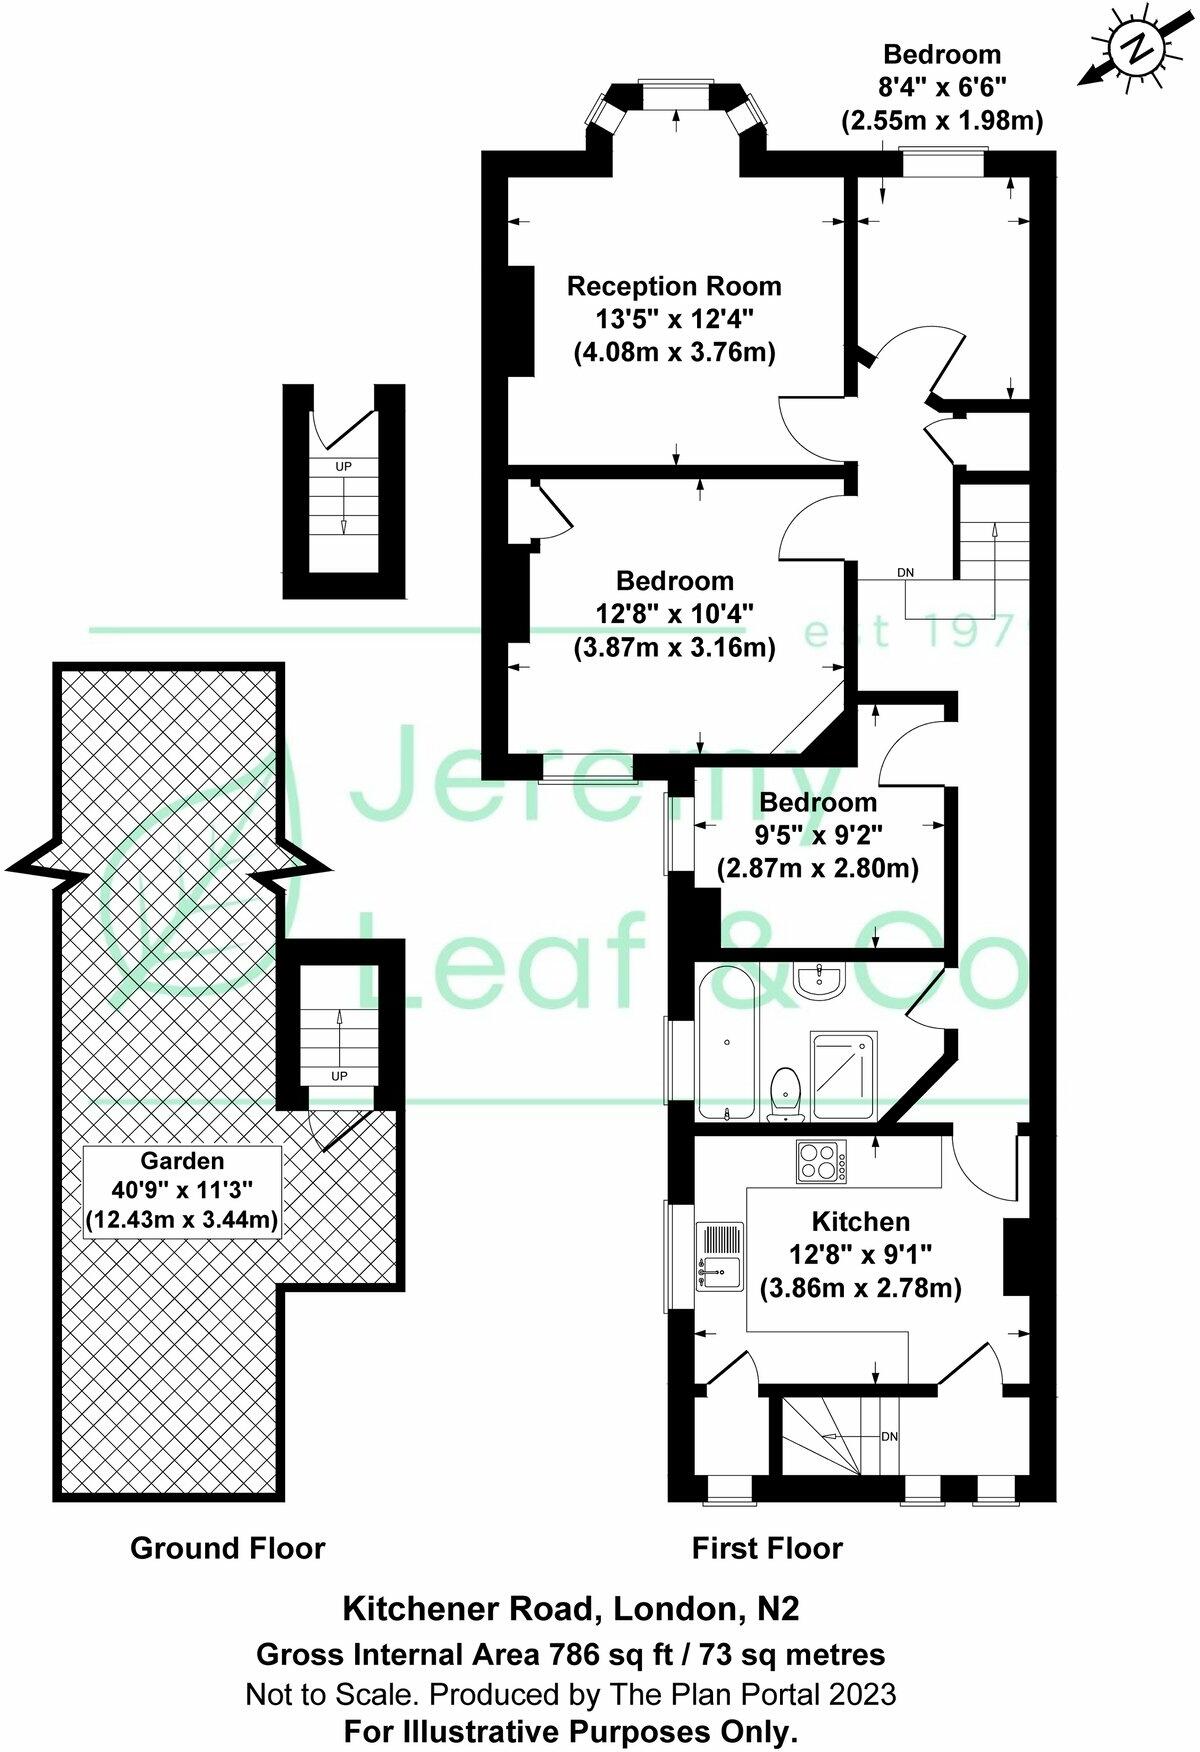 N
Bedroom
8'4" x 6'6"
(2.55m x 1.98m)
Reception Room
13'5" x 12'4"
(4.08m x 3.76m)
UP
Bedroom
12'8" x 10'4"
(3.87m x 3.16m)
DN
est 1979
Jeremy
Leaf & Co
Bedroom
9'5" x 9'2"
(2.87m x 2.80m)
UP
Garden
40'9" x 11'3"
(12.43m x 3.44m)
Kitchen
12'8" x 9'1"
(3.86m x 2.78m)
DN
Ground Floor
First Floor
Kitchener Road, London, N2
Gross Internal Area 786 sq ft / 73 sq metres
Not to Scale. Produced by The Plan Portal 2023
For Illustrative Purposes Only.